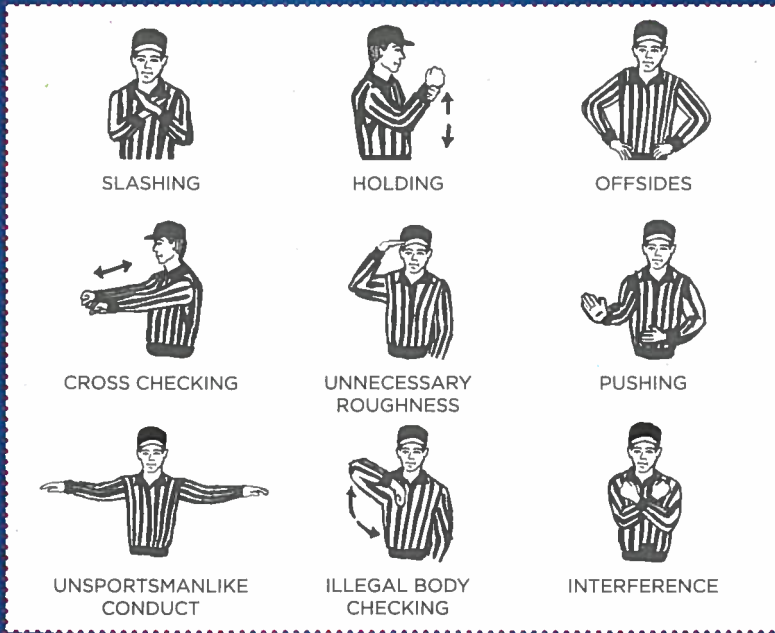 SLASHING
HOLDING
OFFSIDES
CROSS CHECKING
UNNECESSARY
ROUGHNESS
PUSHING
UNSPORTSMANLIKE
CONDUCT
ILLEGAL BODY
CHECKING
INTERFERENCE